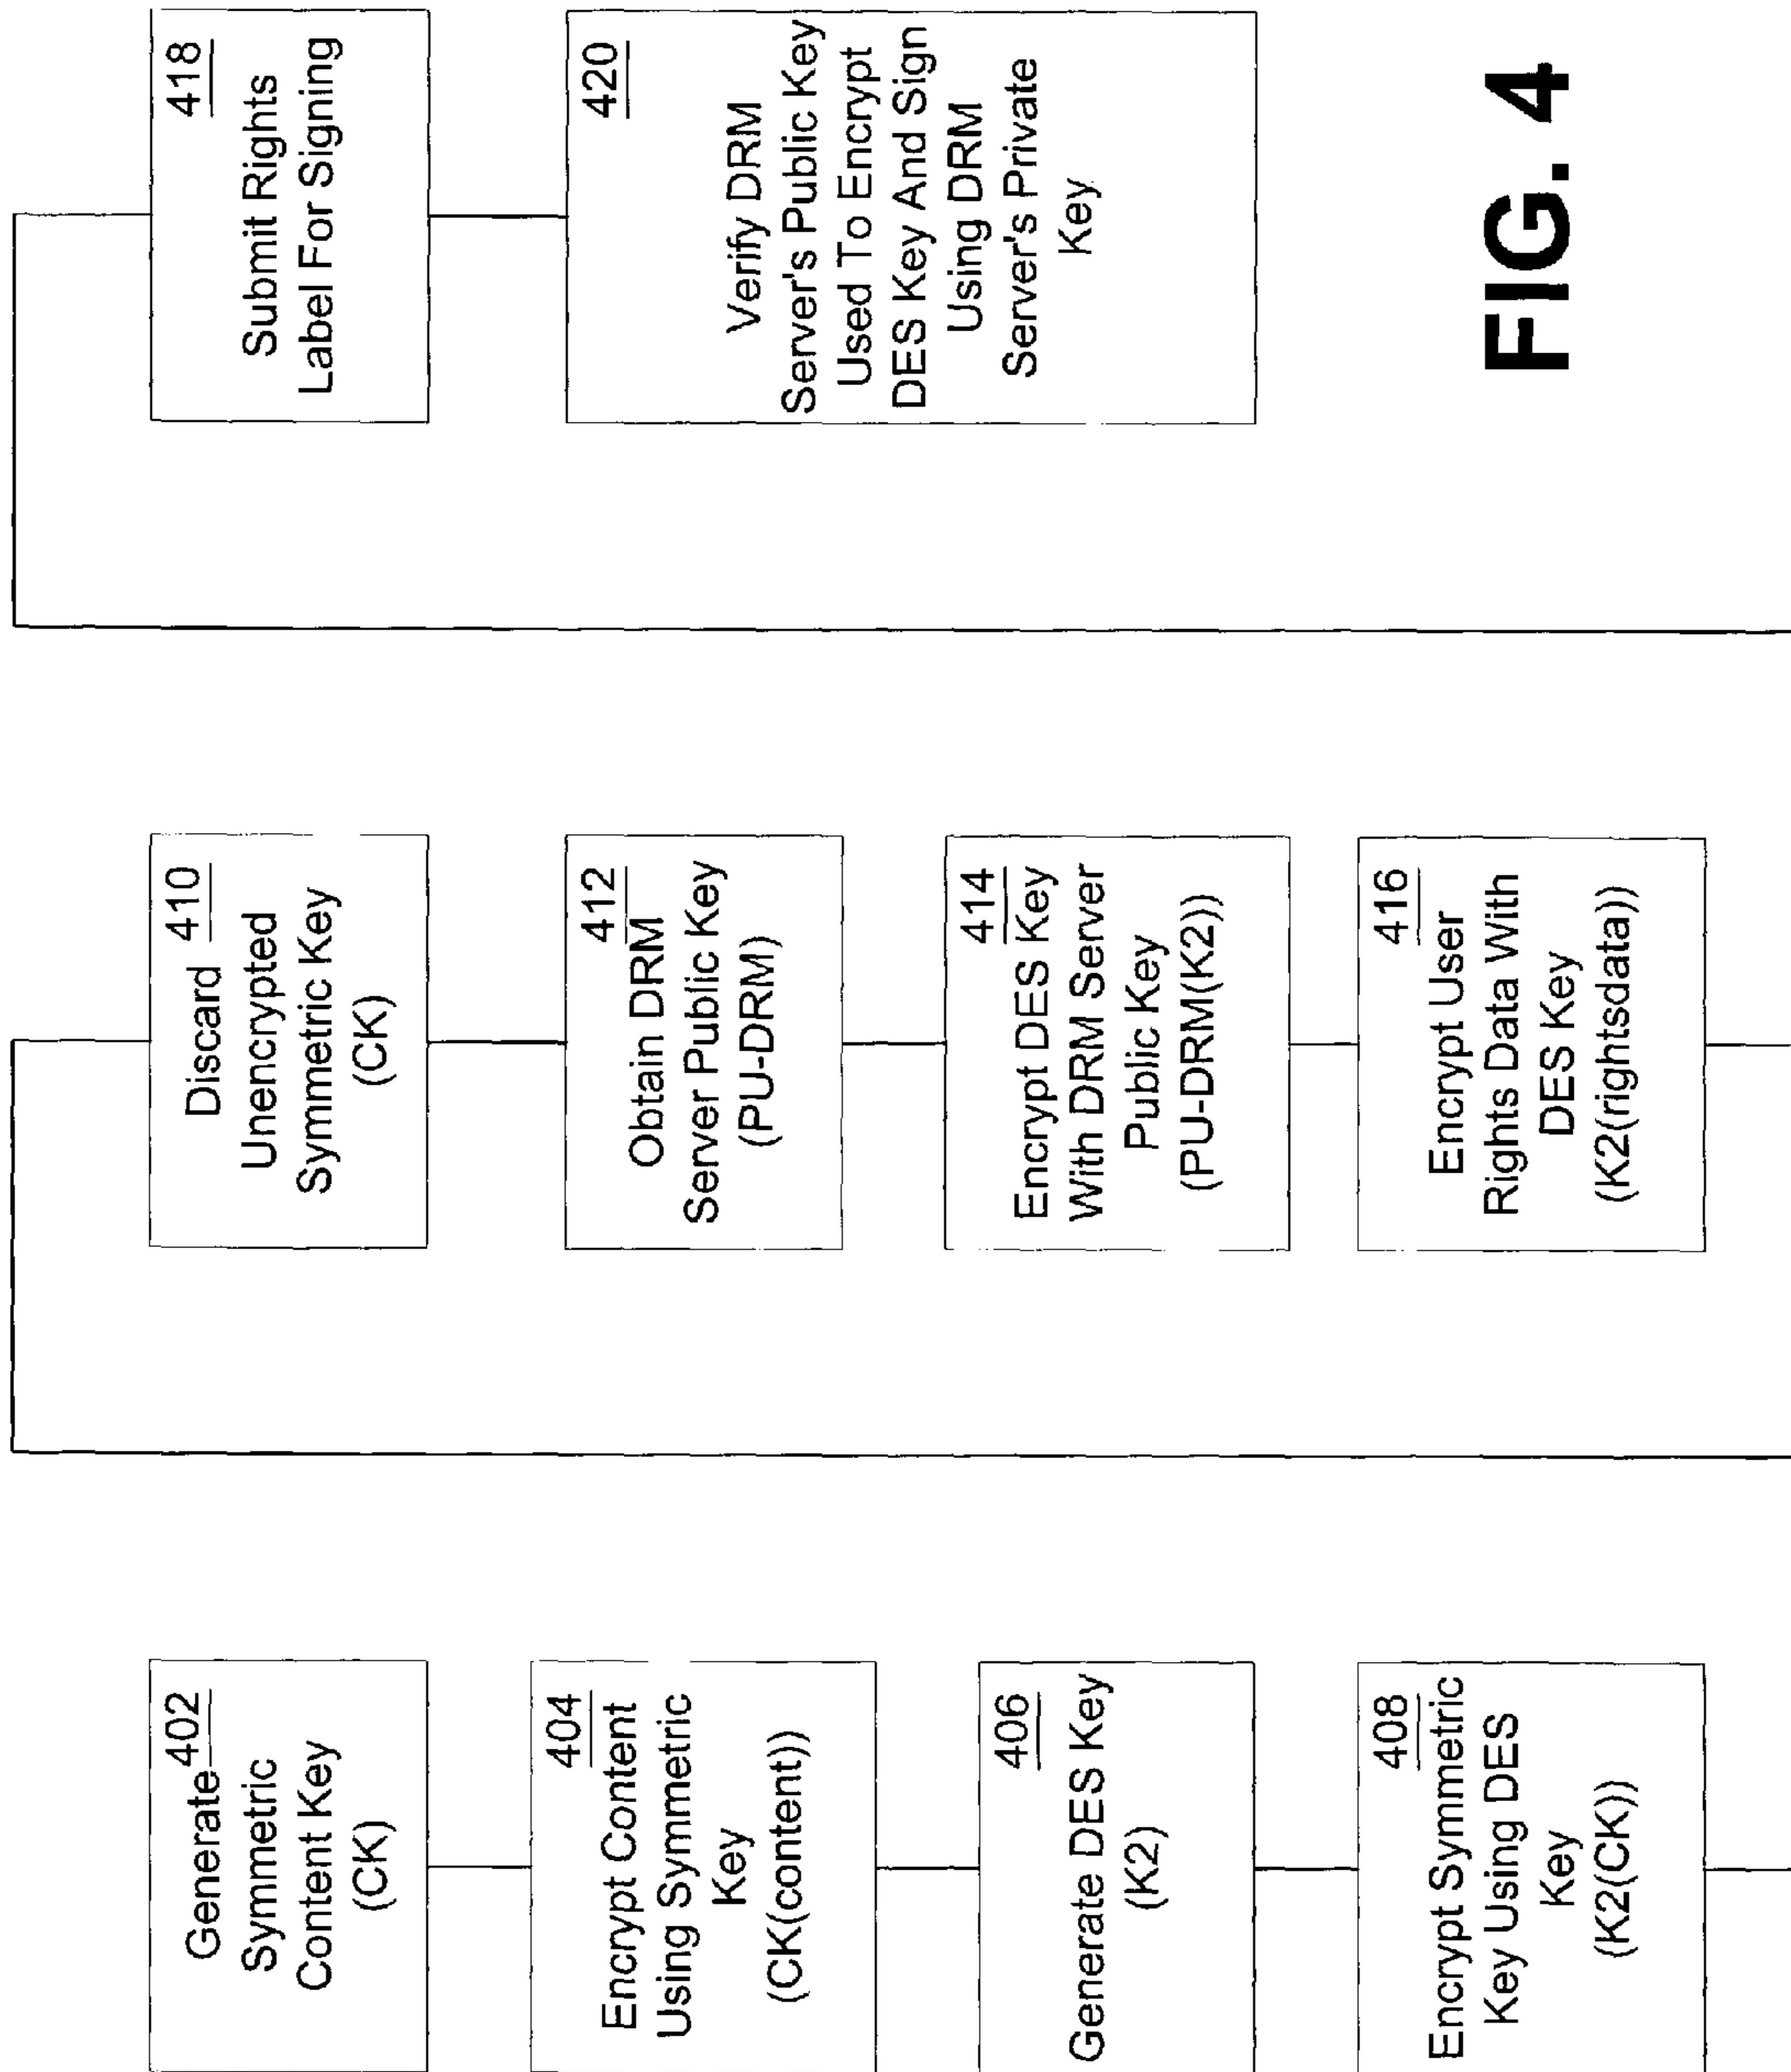 402
Generate
Symmetric
Content Key
(CK)
404
Encrypt Content
Using Symmetric
Key
(CK(content))
406
Generate DES Key
(K2)
408
Encrypt Symmetric
Key Using DES
Key
(K2(CK))
410
Discard
Unencrypted
Symmetric Key
(CK)
412
Obtain DRM
Server Public Key
(PU-DRM)
414
Encrypt DES Key
With DRM Server
Public Key
(PU-DRM(K2))
416
Encrypt User
Rights Data With
DES Key
(K2(rightsdata))
418
Submit Rights
Label For Signing
420
Verify DRM
Server's Public Key
Used To Encrypt
DES Key And Sign
Using DRM
Server's Private
Key
FIG. 4